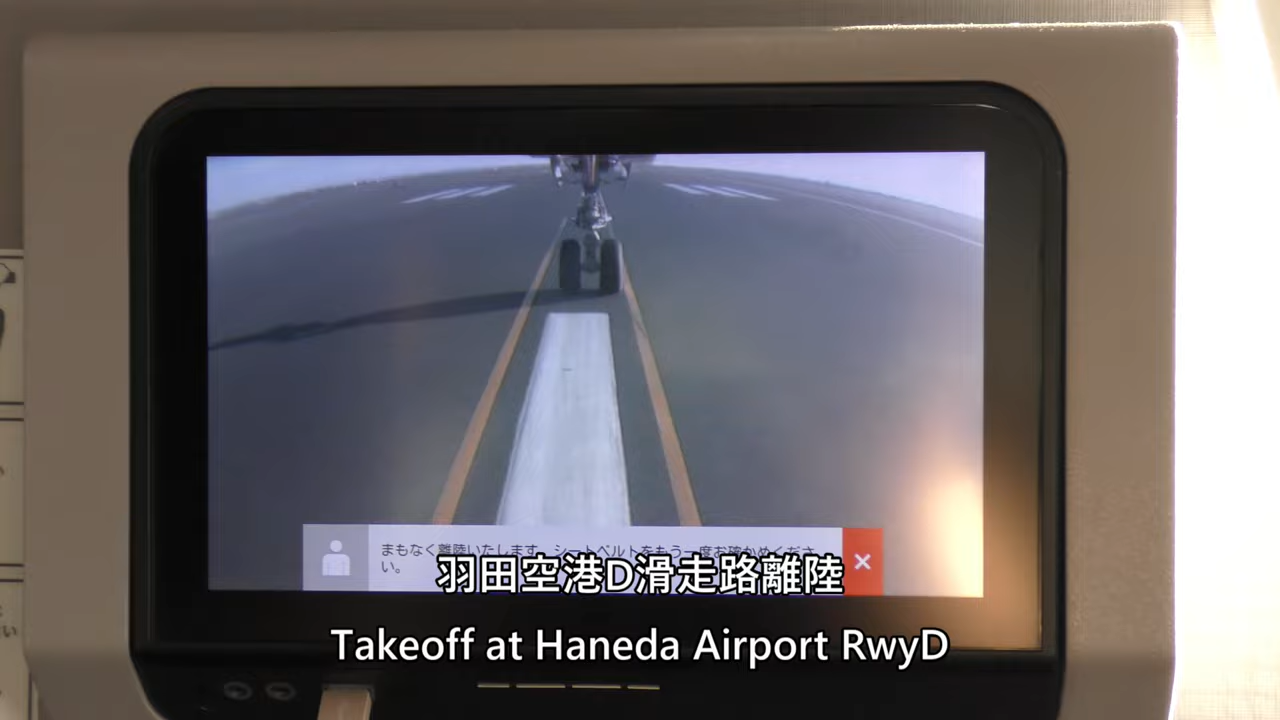 まもなく離陸いたします。シートベルトをもう一度お確かめくださ
い。
羽田空港D滑走路離陸
Takeoff at Haneda Airport RwyD